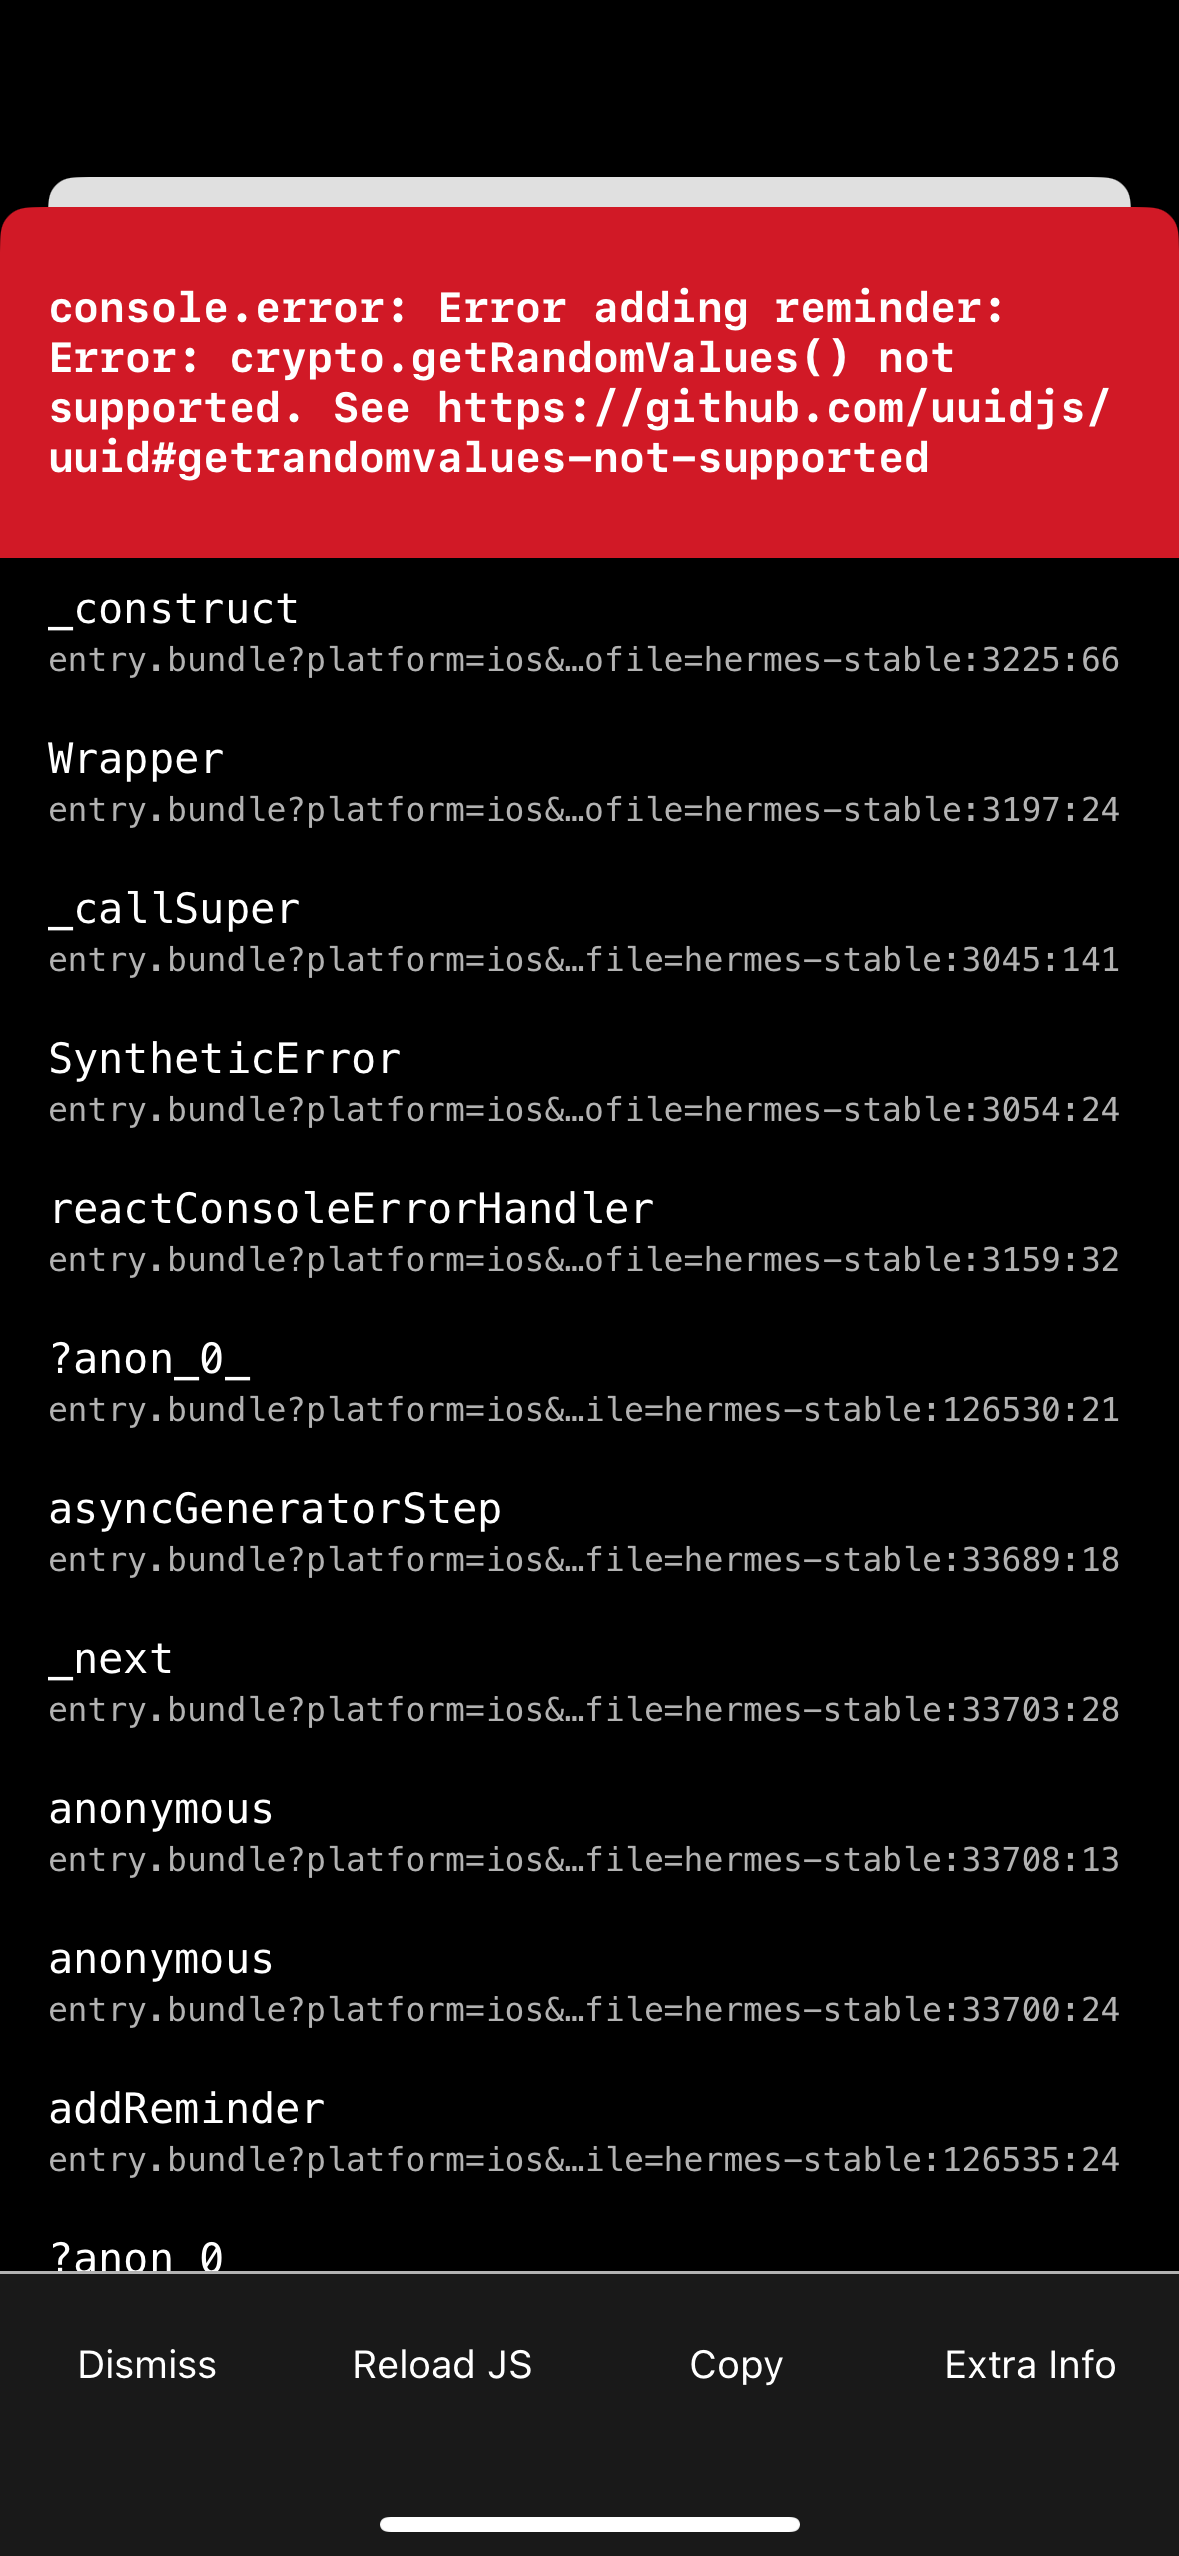 console.error: Error adding reminder:
Error: crypto.getRandomValues() not
supported. See https://github.com/uuidjs/
uuid#getrandomvalues-not-supported
_construct
entry.bundle?platform=ios&…ofile=hermes-stable:3225:66
Wrapper
entry.bundle?platform=ios&…ofile=hermes-stable:3197:24
_callSuper
entry.bundle?platform=ios&…file=hermes-stable:3045:141
SyntheticError
entry.bundle?platform=ios&…ofile=hermes-stable:3054:24
reactConsoleErrorHandler
entry.bundle?platform=ios&…ofile=hermes-stable:3159:32
?anon_0_
entry.bundle?platform=ios&…ile=hermes-stable:126530:21
asyncGeneratorStep
entry.bundle?platform=ios&…file=hermes-stable:33689:18
_next
entry.bundle?platform=ios&…file=hermes-stable:33703:28
anonymous
entry.bundle?platform=ios&…file=hermes-stable:33708:13
anonymous
entry.bundle?platform=ios&…file=hermes-stable:33700:24
addReminder
entry.bundle?platform=ios&…ile=hermes-stable:126535:24
?anon 0
Dismiss
Reload JS
Copy
Extra Info